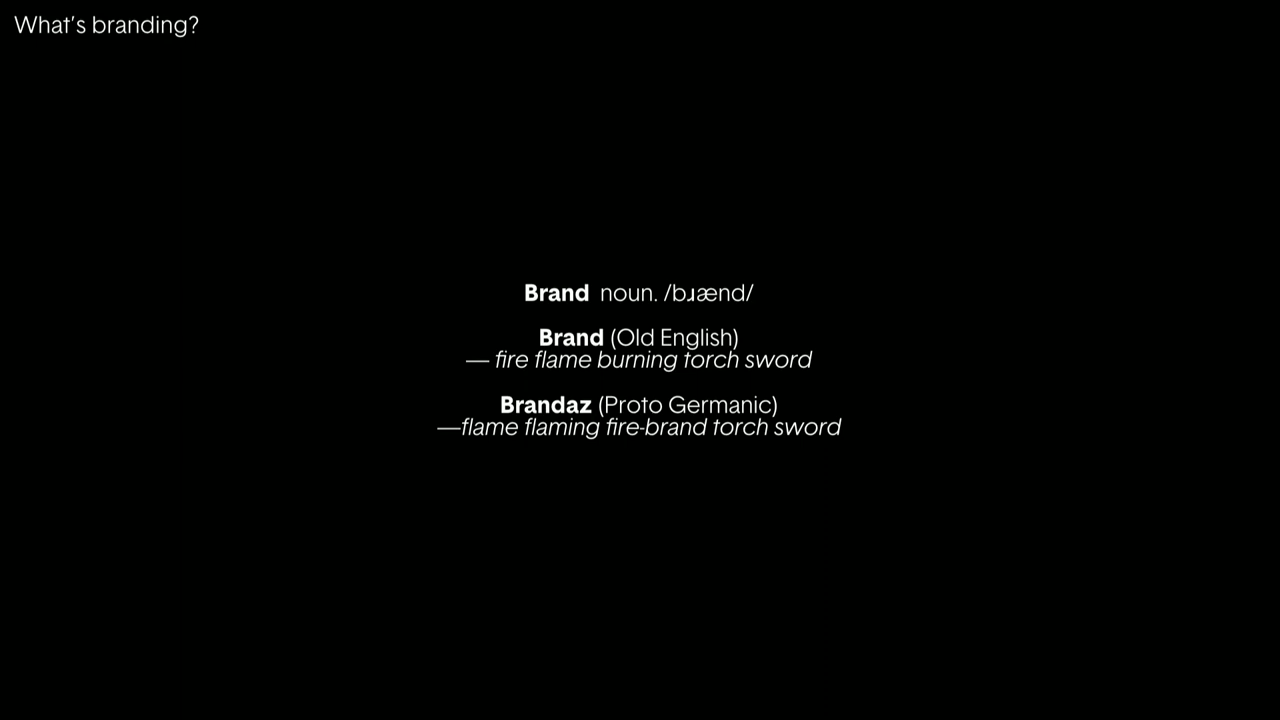 What's branding?
Brand noun. /bɹænd/
Brand (Old English)
— fire flame burning torch sword
Brandaz (Proto Germanic)
—flame flaming fire-brand torch sword